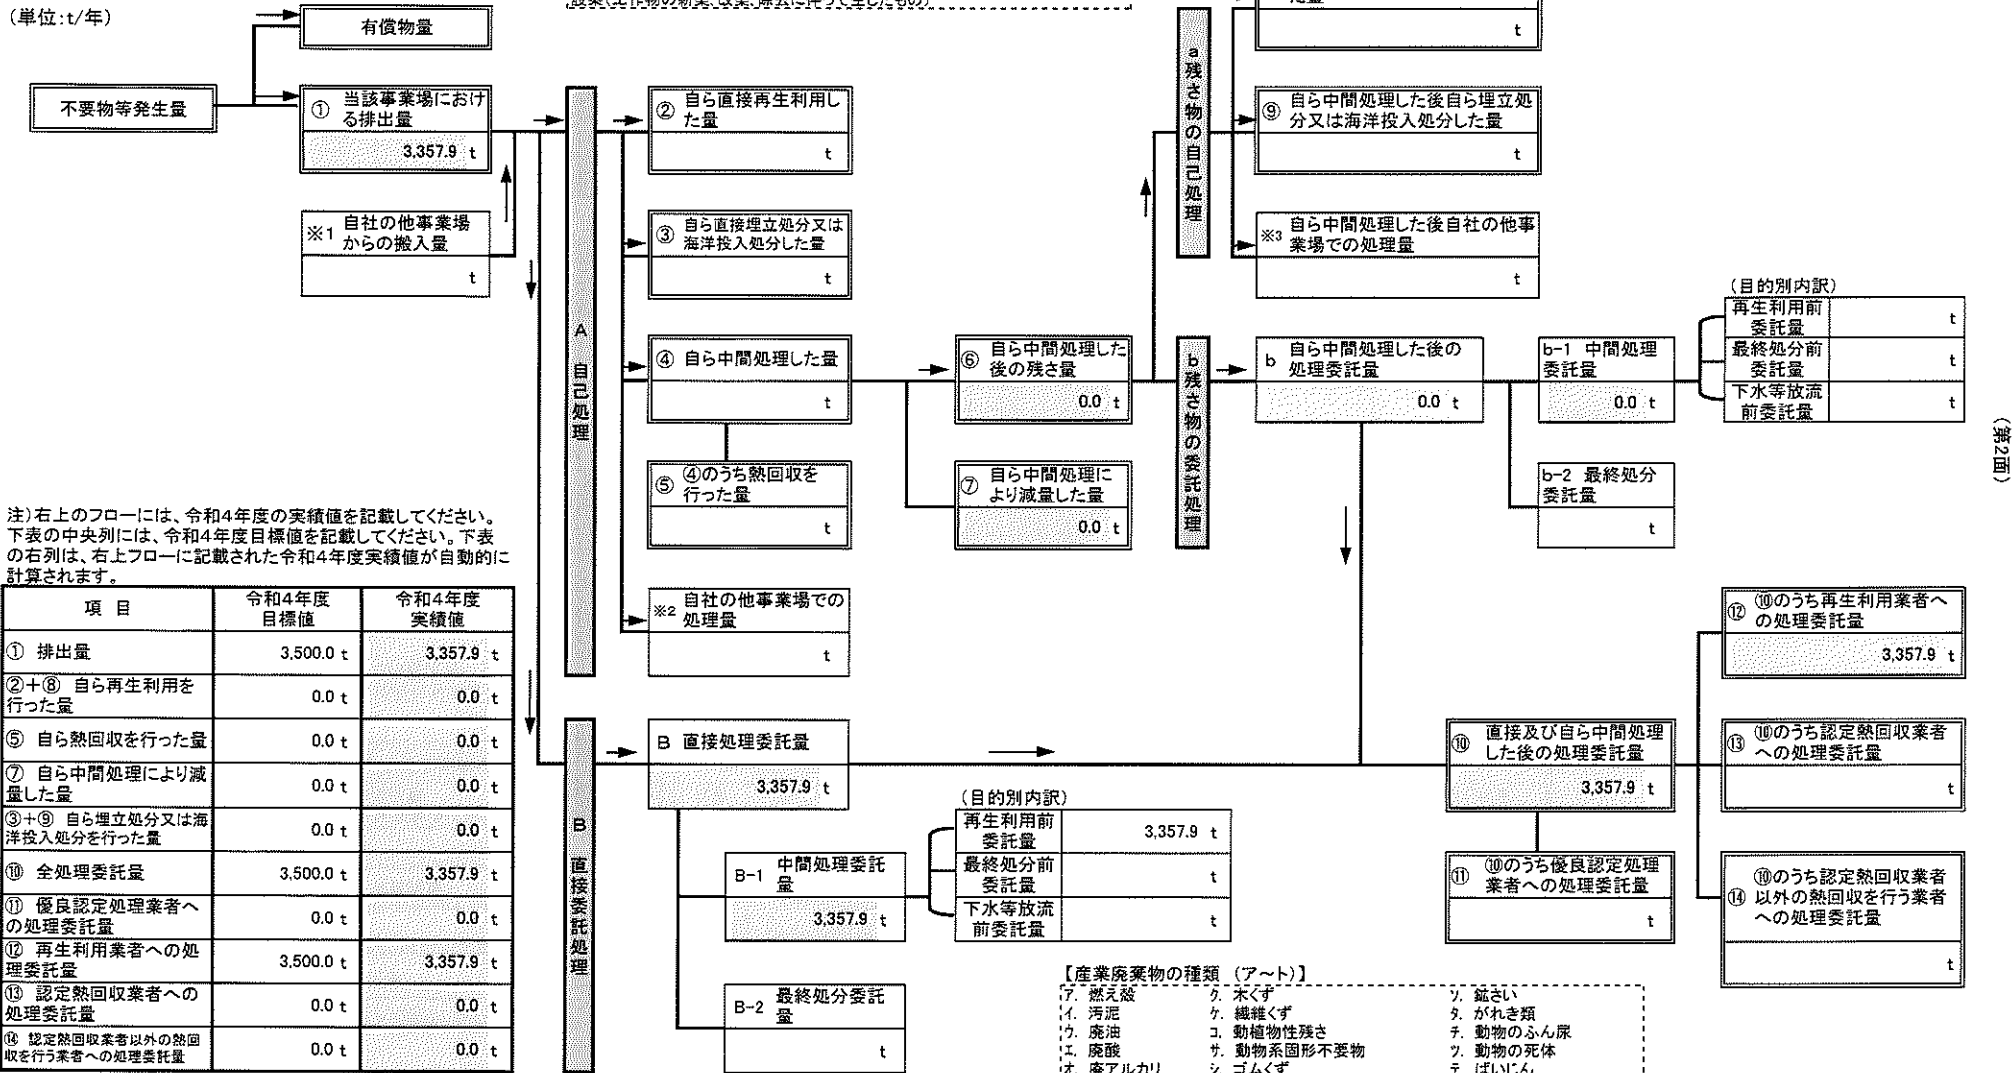 (単位:t/年)
有償物量
不要物等発生量
① 当該事業場におけ
る排出量
3,357.9 t
※1 自社の他事業場
からの搬入量
t
A 自己処理
② 自ら直接再生利用し
た量
t
③ 自ら直接埋立処分又は
海洋投入処分した量
t
④ 自ら中間処理した量
t
⑤ ④のうち熱回収を
行った量
t
※2 自社の他事業場での
処理量
t
⑥ 自ら中間処理した
後の残さ量
0.0 t
⑦ 自ら中間処理に
より減量した量
0.0 t
a 残さ物の自己処理
t
⑨ 自ら中間処理した後自ら埋立処
分又は海洋投入処分した量
t
※3 自ら中間処理した後自社の他事
業場での処理量
t
b 残さ物の委託処理
b 自ら中間処理した後の
処理委託量
0.0 t
b-1 中間処理
委託量
0.0 t
b-2 最終処分
委託量
t
(目的別内訳)
再生利用前
委託量 t
最終処分前
委託量 t
下水等放流
前委託量 t
(第2面)
注)右上のフローには、令和4年度の実績値を記載してください。
下表の中央列には、令和4年度目標値を記載してください。下表
の右列は、右上フローに記載された令和4年度実績値が自動的に
計算されます。
項 目 令和4年度 目標値 令和4年度 実績値
① 排出量 3,500.0 t 3,357.9 t
②+⑧ 自ら再生利用を
行った量 0.0 t 0.0 t
⑤ 自ら熱回収を行った量 0.0 t 0.0 t
⑦ 自ら中間処理により減
量した量 0.0 t 0.0 t
③+⑨ 自ら埋立処分又は海
洋投入処分を行った量 0.0 t 0.0 t
⑩ 全処理委託量 3,500.0 t 3,357.9 t
⑪ 優良認定処理業者へ
の処理委託量 0.0 t 0.0 t
⑫ 再生利用業者への処
理委託量 3,500.0 t 3,357.9 t
⑬ 認定熱回収業者への
処理委託量 0.0 t 0.0 t
⑭ 認定熱回収業者以外の熱回
収を行う業者への処理委託量 0.0 t 0.0 t
B 直接委託処理
B 直接処理委託量
3,357.9 t
B-1 中間処理委託
量
3,357.9 t
B-2 最終処分委託
量
t
(目的別内訳)
再生利用前
委託量 3,357.9 t
最終処分前
委託量 t
下水等放流
前委託量 t
⑩ 直接及び自ら中間処理
した後の処理委託量
3,357.9 t
⑪ ⑩のうち優良認定処理
業者への処理委託量
t
⑫ ⑩のうち再生利用業者へ
の処理委託量
3,357.9 t
⑬ ⑩のうち認定熱回収業者
への処理委託量
t
⑭ ⑩のうち認定熱回収業者
以外の熱回収を行う業者
への処理委託量
t
【産業廃棄物の種類 (ア~ト)】
ア. 燃え殻 ク. 木くず ソ. 鉱さい
イ. 汚泥 ケ. 繊維くず タ. がれき類
ウ. 廃油 コ. 動植物性残さ チ. 動物のふん尿
エ. 廃酸 サ. 動物系固形不要物 ツ. 動物の死体
オ. 廃アルカリ シ. ゴムくず テ. ばいじん